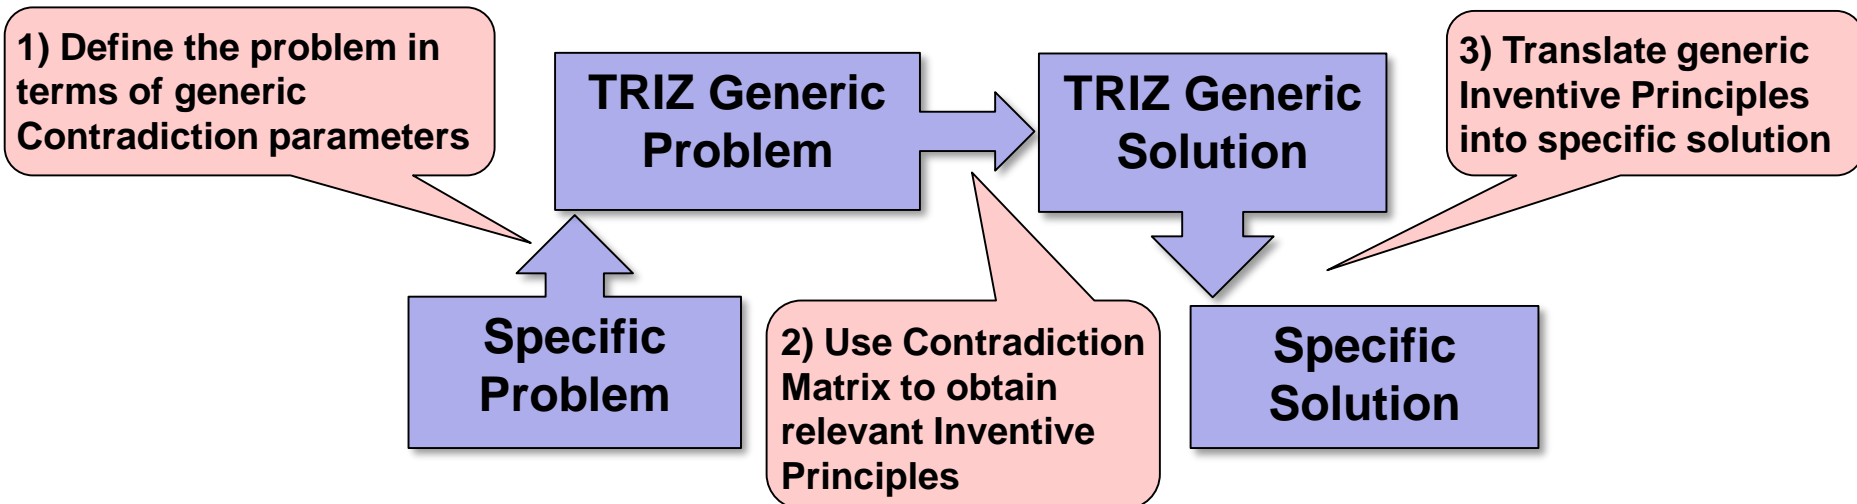 1) Define the problem in
terms of generic
Contradiction parameters
TRIZ Generic
Problem
TRIZ Generic
Solution
3) Translate generic
Inventive Principles
into specific solution
Specific
Problem
2) Use Contradiction
Matrix to obtain
relevant Inventive
Principles
Specific
Solution